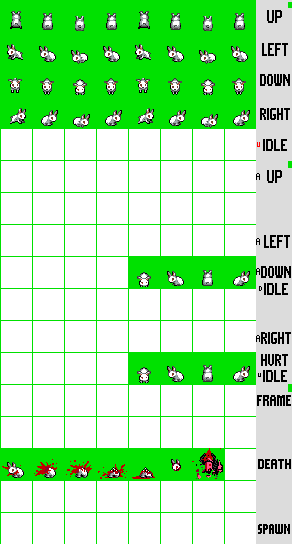 UP
LEFT
DOWN
RIGHT
U IDLE
A UP
A LEFT
A DOWN
D IDLE
A RIGHT
HURT
U IDLE
FRAME
DEATH
SPAWN